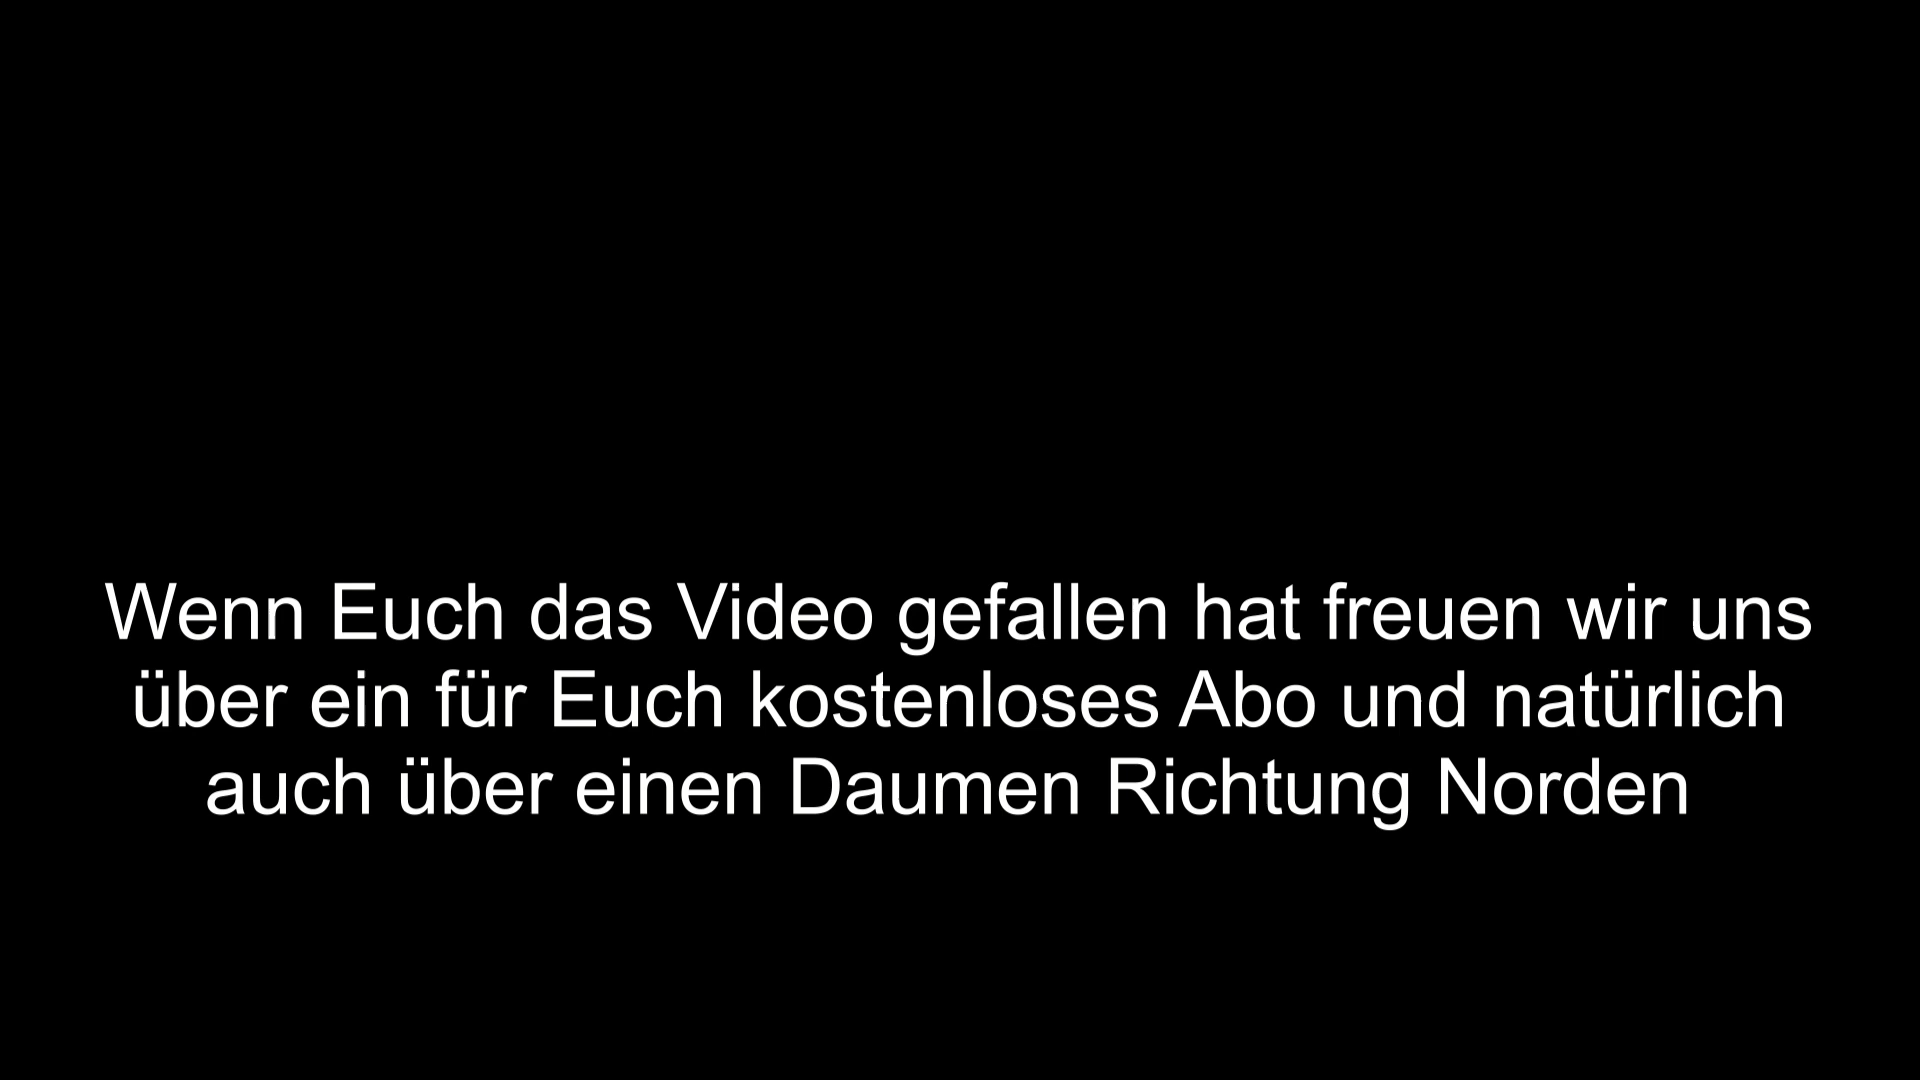 Wenn Euch das Video gefallen hat freuen wir uns
über ein für Euch kostenloses Abo und natürlich
auch über einen Daumen Richtung Norden